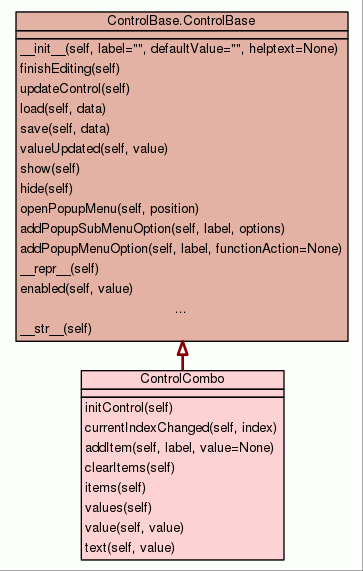 ControlBase.ControlBase
__init__(self, label="", defaultValue="", helptext=None)
finishEditing(self)
updateControl(self)
load(self, data)
save(self, data)
valueUpdated(self, value)
show(self)
hide(self)
openPopupMenu(self, position)
addPopupSubMenuOption(self, label, options)
addPopupMenuOption(self, label, functionAction=None)
__repr__(self)
enabled(self, value)
...
__str__(self)
ControlCombo
initControl(self)
currentIndexChanged(self, index)
addItem(self, label, value=None)
clearItems(self)
items(self)
values(self)
value(self, value)
text(self, value)